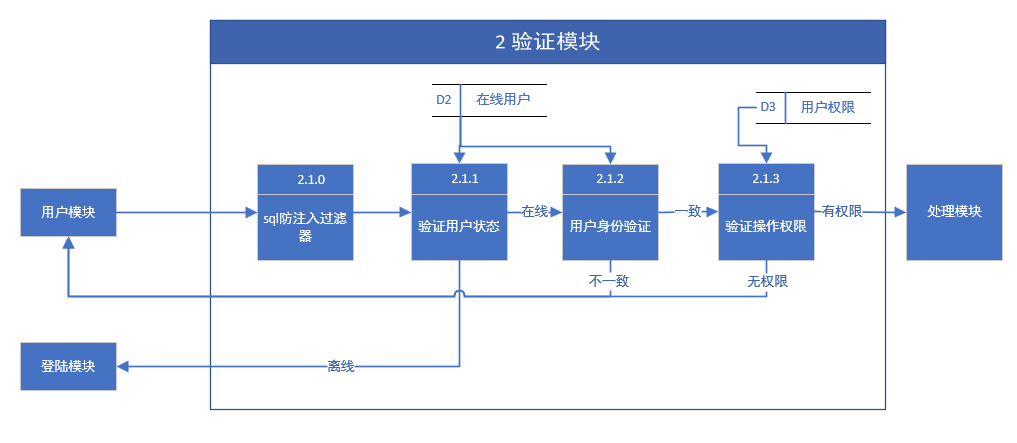 2 验证模块
D2
在线用户
D3
用户权限
用户模块
2.1.0
sql防注入过滤
器
2.1.1
验证用户状态
在线
2.1.2
用户身份验证
一致
2.1.3
验证操作权限
有权限
处理模块
不一致
无权限
登陆模块
离线